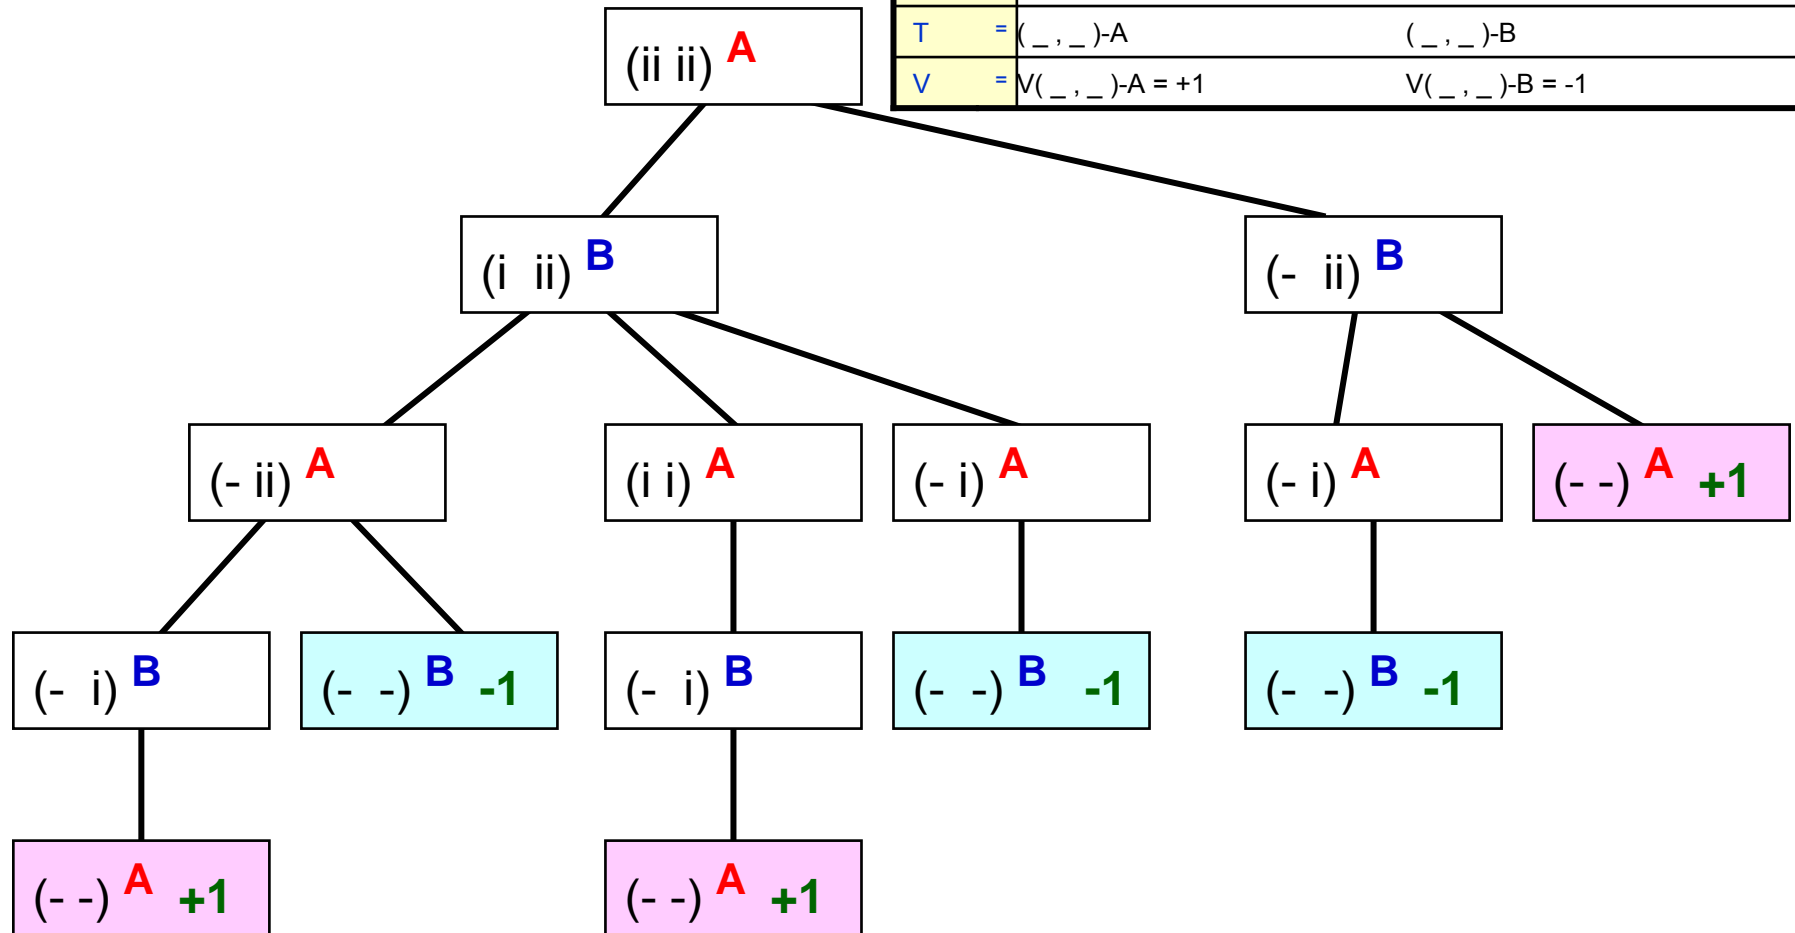 (ii ii) A
T = ( _ , _ )-A ( _ , _ )-B
V = V( _ , _ )-A = +1 V( _ , _ )-B = -1
(i ii) B
(- ii) B
(- ii) A
(i i) A
(- i) A
(- i) A
(- -) A +1
(- i) B
(- -) B -1
(- i) B
(- -) B -1
(- -) B -1
(- -) A +1
(- -) A +1